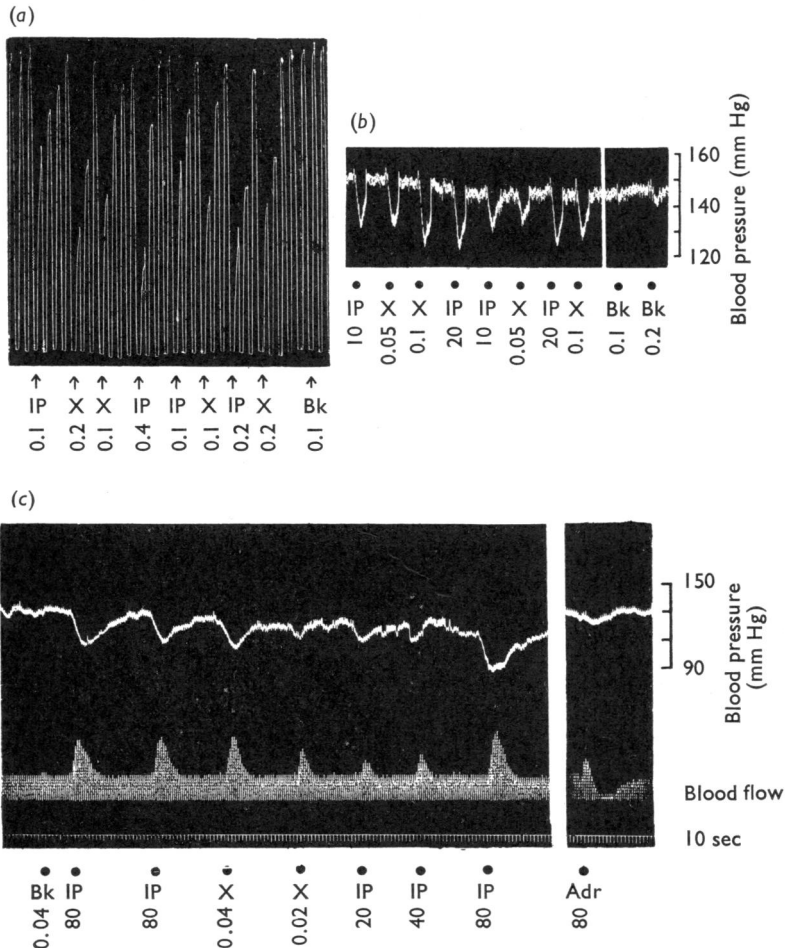 (a)
IP X X IP IP X IP X Bk
0.1 0.2 0.1 0.4 0.1 0.1 0.2 0.2 0.1
(b)
160
140
120
Blood pressure (mm Hg)
IP X X IP IP X IP X Bk Bk
10 0.05 0.1 20 10 0.05 20 0.1 0.1 0.2
(c)
150
90
Blood pressure
(mm Hg)
Blood flow
10 sec
Bk IP IP X X IP IP IP Adr
0.04 80 80 0.04 0.02 20 40 80 80